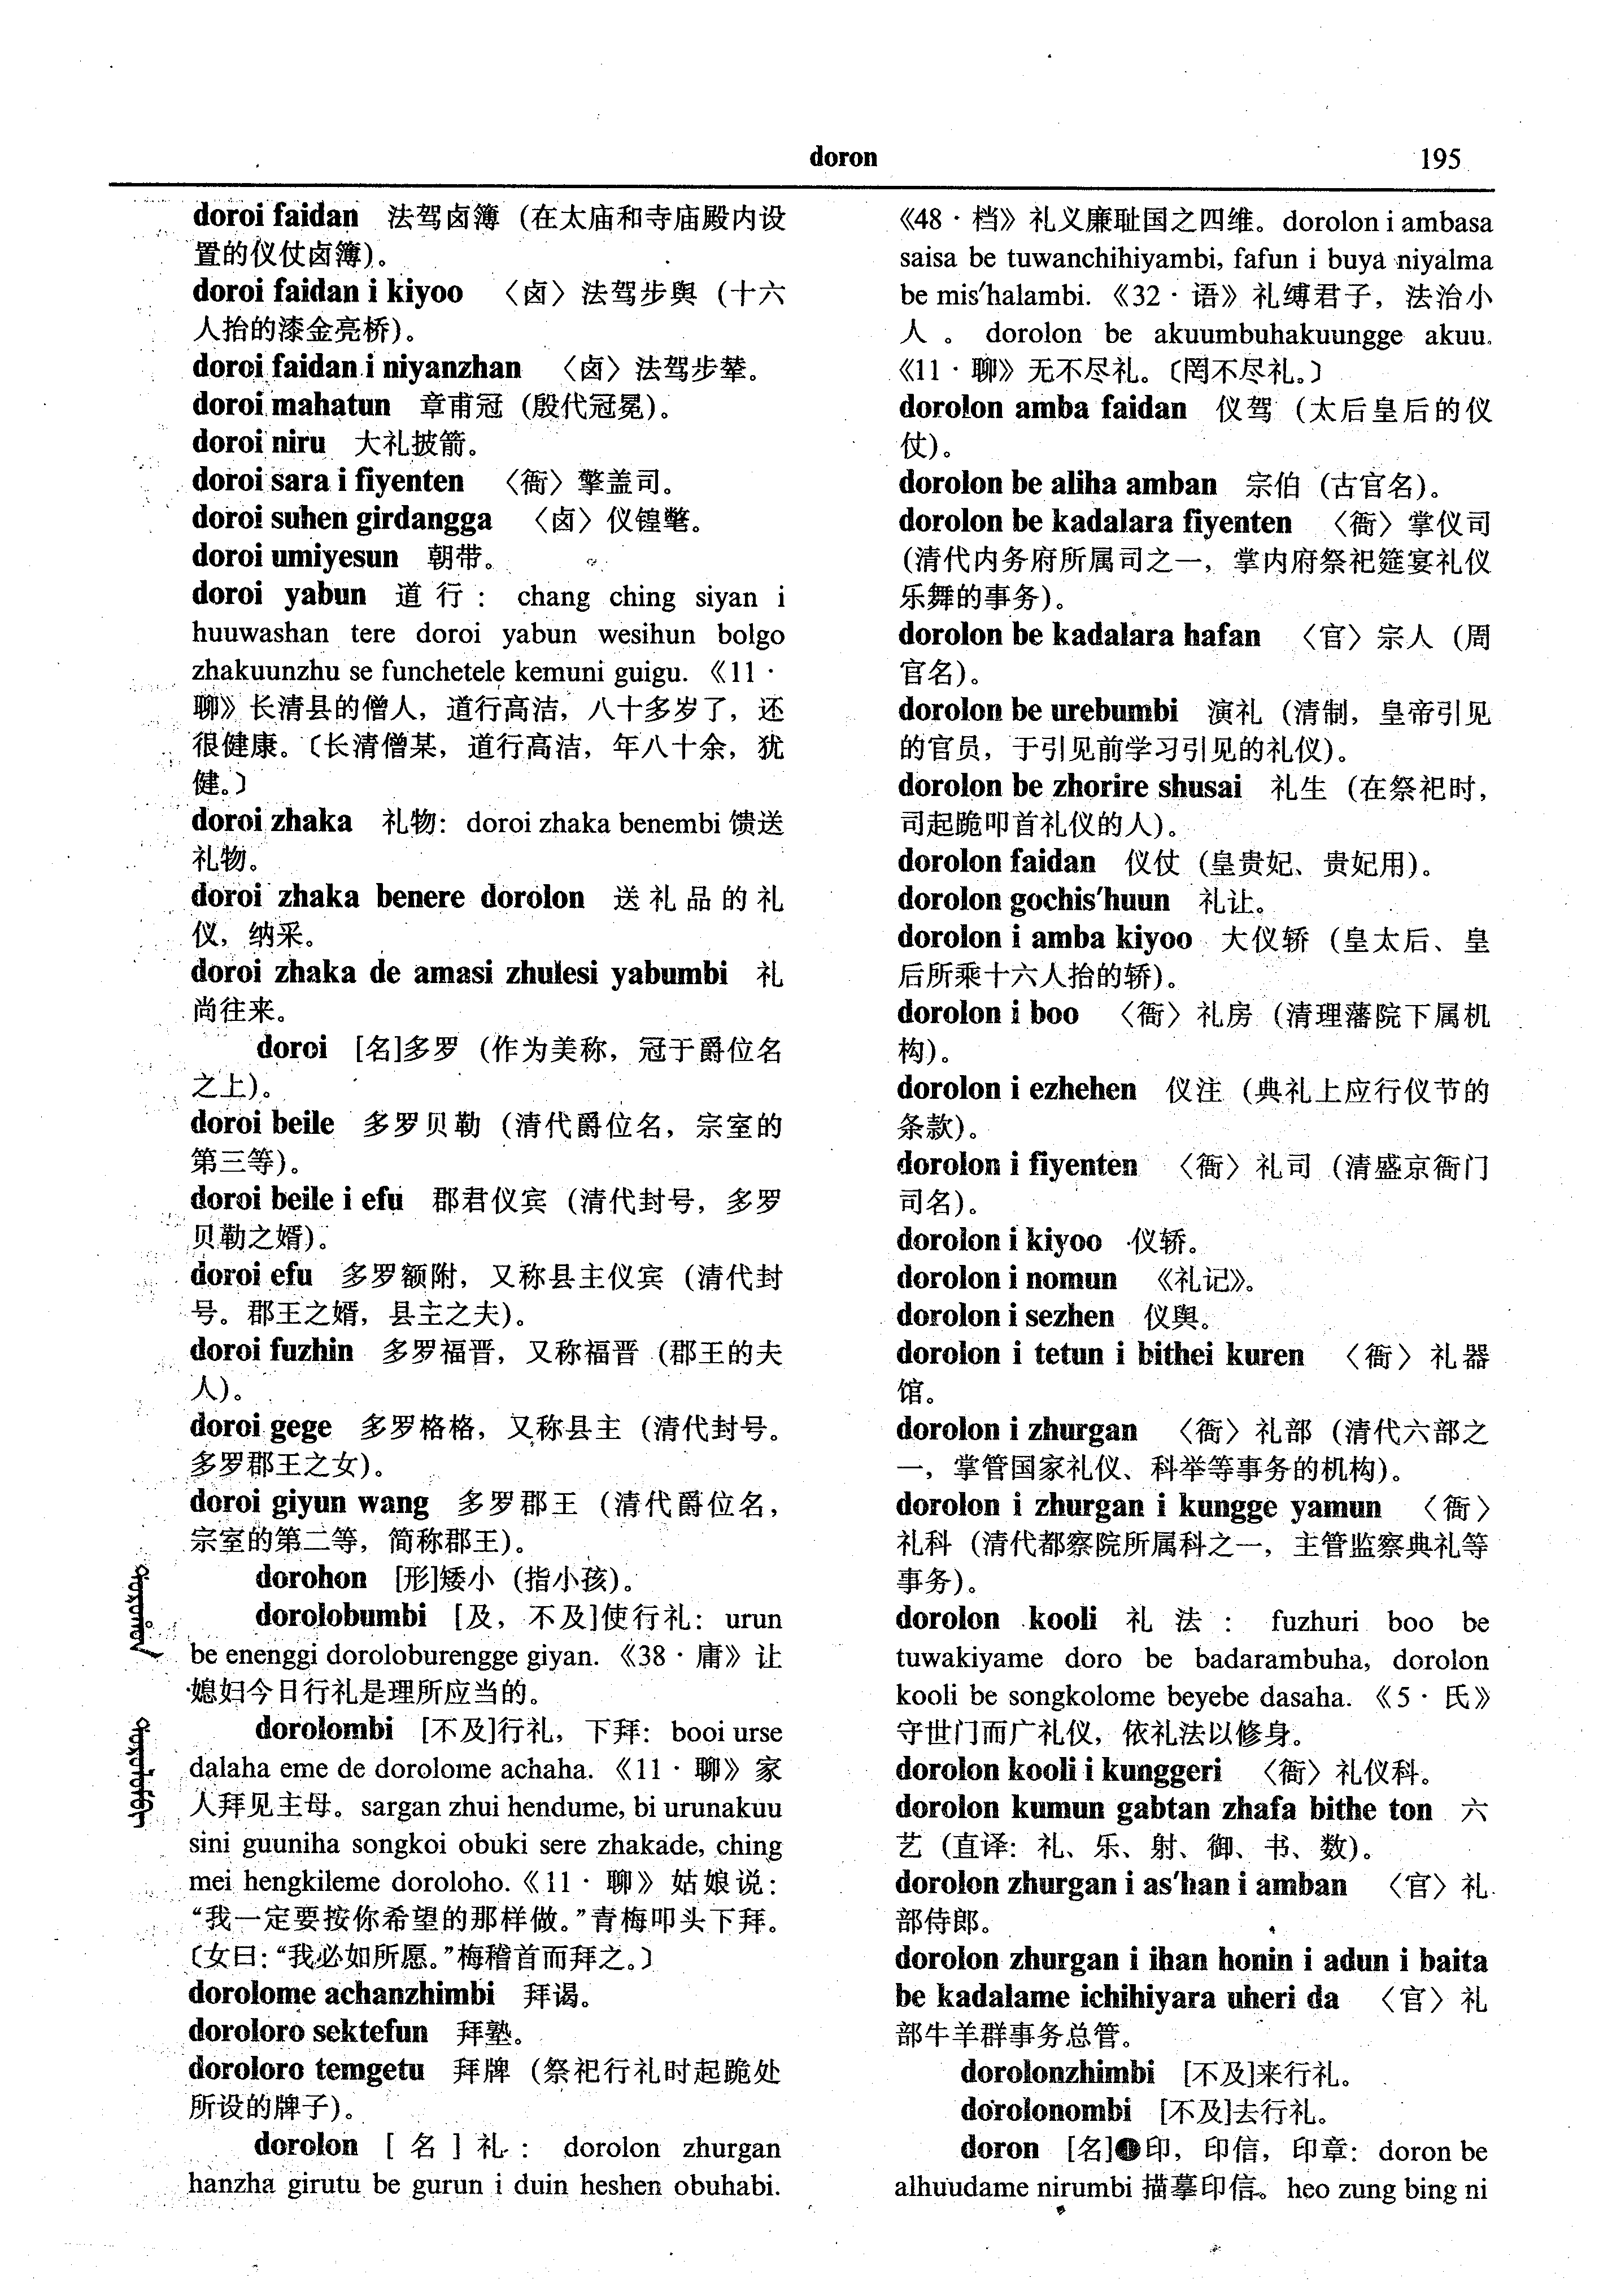 doron
195
doroi faidan 法驾卤簿（在太庙和寺庙殿内设
置的仪仗卤簿）。
doroi faidan i kiyoo 〈卤〉法驾步舆（十六
人抬的漆金亮桥）。
doroi faidan i niyanzhan 〈卤〉法驾步辇。
doroi mahatun 章甫冠（殷代冠冕）。
doroi niru 大礼披箭。
doroi sara i fiyenten 〈衙〉擎盖司。
doroi suhen girdangga 〈卤〉仪锽氅。
doroi umiyesun 朝带。
doroi yabun 道行：chang ching siyan i
huuwashan tere doroi yabun wesihun bolgo
zhakuunzhu se funchetele kemuni guigu.《11·
聊》长清县的僧人，道行高洁，八十多岁了，还
很健康。〔长清僧某，道行高洁，年八十余，犹
健。〕
doroi zhaka 礼物：doroi zhaka benembi 馈送
礼物。
doroi zhaka benere dorolon 送礼品的礼
仪，纳采。
doroi zhaka de amasi zhulesi yabumbi 礼
尚往来。
doroi [名]多罗（作为美称，冠于爵位名
之上）。
doroi beile 多罗贝勒（清代爵位名，宗室的
第三等）。
doroi beile i efu 郡君仪宾（清代封号，多罗
贝勒之婿）。
doroi efu 多罗额附，又称县主仪宾（清代封
号。郡王之婿，县主之夫）。
doroi fuzhin 多罗福晋，又称福晋（郡王的夫
人）。
doroi gege 多罗格格，又称县主（清代封号。
多罗郡王之女）。
doroi giyun wang 多罗郡王（清代爵位名，
宗室的第二等，简称郡王）。
dorohon [形]矮小（指小孩）。
dorolobumbi [及，不及]使行礼：urun
be enenggi doroloburengge giyan.《38·庸》让
媳妇今日行礼是理所应当的。
dorolombi [不及]行礼，下拜：booi urse
dalaha eme de dorolome achaha.《11·聊》家
人拜见主母。sargan zhui hendume, bi urunakuu
sini guuniha songkoi obuki sere zhakade, ching
mei hengkileme doroloho.《11·聊》姑娘说：
“我一定要按你希望的那样做。”青梅叩头下拜。
〔女曰：“我必如所愿。”梅稽首而拜之。〕
dorolome achanzhimbi 拜谒。
doroloro sektefun 拜塾。
doroloro temgetu 拜牌（祭祀行礼时起跪处
所设的牌子）。
dorolon [名]礼：dorolon zhurgan
hanzha girutu be gurun i duin heshen obuhabi.
《48·档》礼义廉耻国之四维。dorolon i ambasa
saisa be tuwanchihiyambi, fafun i buya niyalma
be mis'halambi.《32·语》礼缚君子，法治小
人。dorolon be akuumbuhakuungge akuu.
《11·聊》无不尽礼。〔罔不尽礼。〕
dorolon amba faidan 仪驾（太后皇后的仪
仗）。
dorolon be aliha amban 宗伯（古官名）。
dorolon be kadalara fiyenten 〈衙〉掌仪司
（清代内务府所属司之一，掌内府祭祀筵宴礼仪
乐舞的事务）。
dorolon be kadalara hafan 〈官〉宗人（周
官名）。
dorolon be urebumbi 演礼（清制，皇帝引见
的官员，于引见前学习引见的礼仪）。
dorolon be zhorire shusai 礼生（在祭祀时，
司起跪叩首礼仪的人）。
dorolon faidan 仪仗（皇贵妃、贵妃用）。
dorolon gochis'huun 礼让。
dorolon i amba kiyoo 大仪轿（皇太后、皇
后所乘十六人抬的轿）。
dorolon i boo 〈衙〉礼房（清理藩院下属机
构）。
dorolon i ezhehen 仪注（典礼上应行仪节的
条款）。
dorolon i fiyenten 〈衙〉礼司（清盛京衙门
司名）。
dorolon i kiyoo 仪轿。
dorolon i nomun 《礼记》。
dorolon i sezhen 仪舆。
dorolon i tetun i bithei kuren 〈衙〉礼器
馆。
dorolon i zhurgan 〈衙〉礼部（清代六部之
一，掌管国家礼仪、科举等事务的机构）。
dorolon i zhurgan i kungge yamun 〈衙〉
礼科（清代都察院所属科之一，主管监察典礼等
事务）。
dorolon kooli 礼法：fuzhuri boo be
tuwakiyame doro be badarambuha, dorolon
kooli be songkolome beyebe dasaha.《5·氏》
守世门而广礼仪，依礼法以修身。
dorolon kooli i kunggeri 〈衙〉礼仪科。
dorolon kumun gabtan zhafa bithe ton 六
艺（直译：礼、乐、射、御、书、数）。
dorolon zhurgan i as'han i amban 〈官〉礼
部侍郎。
dorolon zhurgan i ihan honin i adun i baita
be kadalame ichihiyara uheri da 〈官〉礼
部牛羊群事务总管。
dorolonzhimbi [不及]来行礼。
dorolonombi [不及]去行礼。
doron [名]❶印，印信，印章：doron be
alhuudame nirumbi 描摹印信。heo zung bing ni